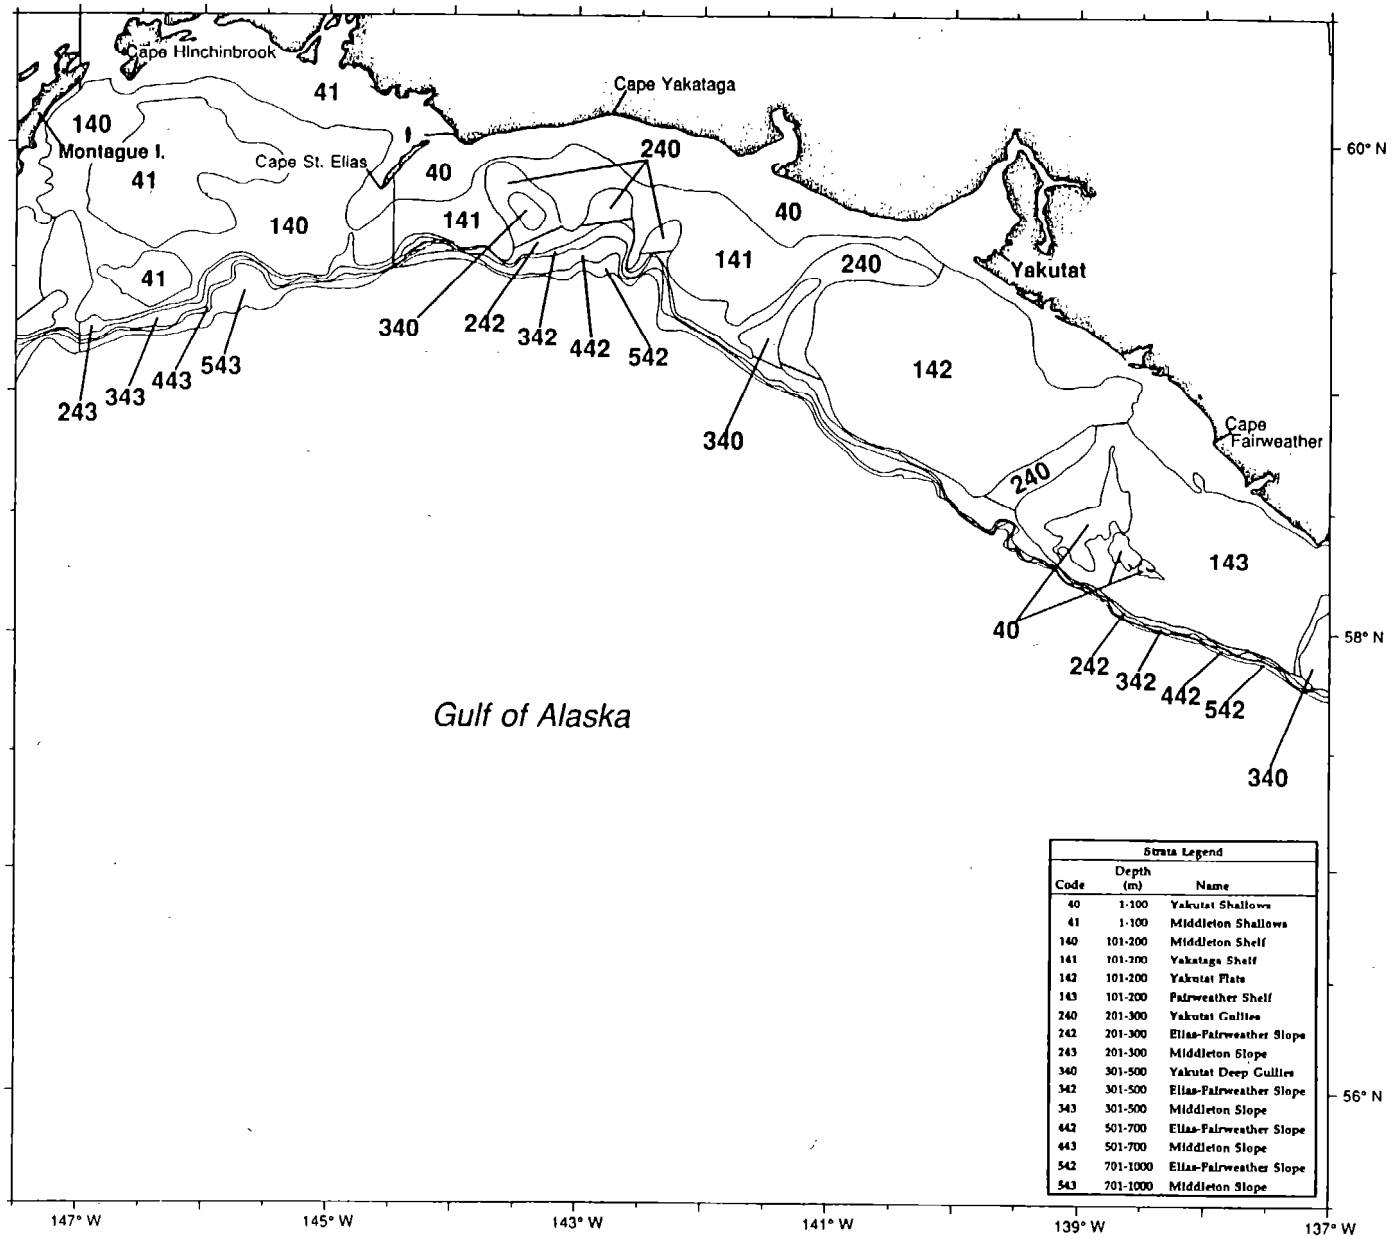 Cape Hinchinbrook
41
Cape Yakataga
140
Montague I.
Cape St. Elias
41
40
240
60° N
140
141
40
41
141
240
Yakutat
340
242
342
442
542
543
443
343
243
142
340
Cape
Fairweather
240
143
40
58° N
242
342
442
542
Gulf of Alaska
340
Strata Legend
Code Depth (m) Name
40 1-100 Yakutat Shallows
41 1-100 Middleton Shallows
140 101-200 Middleton Shelf
141 101-200 Yakataga Shelf
142 101-200 Yakutat Flats
143 101-200 Fairweather Shelf
240 201-300 Yakutat Gullies
242 201-300 Elias-Fairweather Slope
243 201-300 Middleton Slope
340 301-500 Yakutat Deep Gullies
342 301-500 Elias-Fairweather Slope
343 301-500 Middleton Slope
442 501-700 Elias-Fairweather Slope
443 501-700 Middleton Slope
542 701-1000 Elias-Fairweather Slope
543 701-1000 Middleton Slope
56° N
147° W
145° W
143° W
141° W
139° W
137° W